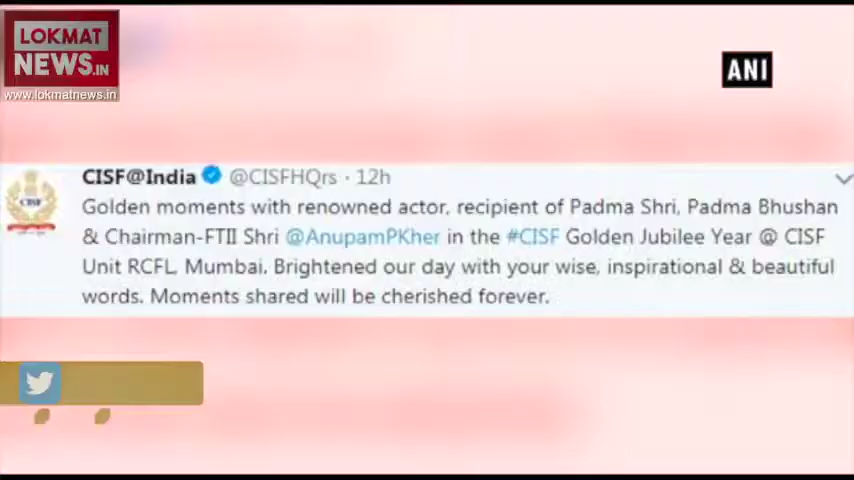 LOKMAT
NEWS.IN
www.lokmatnews.in
ANI
CISF@India @CISFHQrs · 12h
Golden moments with renowned actor, recipient of Padma Shri, Padma Bhushan
& Chairman-FTII Shri @AnupamPKher in the #CISF Golden Jubilee Year @ CISF
Unit RCFL, Mumbai. Brightened our day with your wise, inspirational & beautiful
words. Moments shared will be cherished forever.
CISF